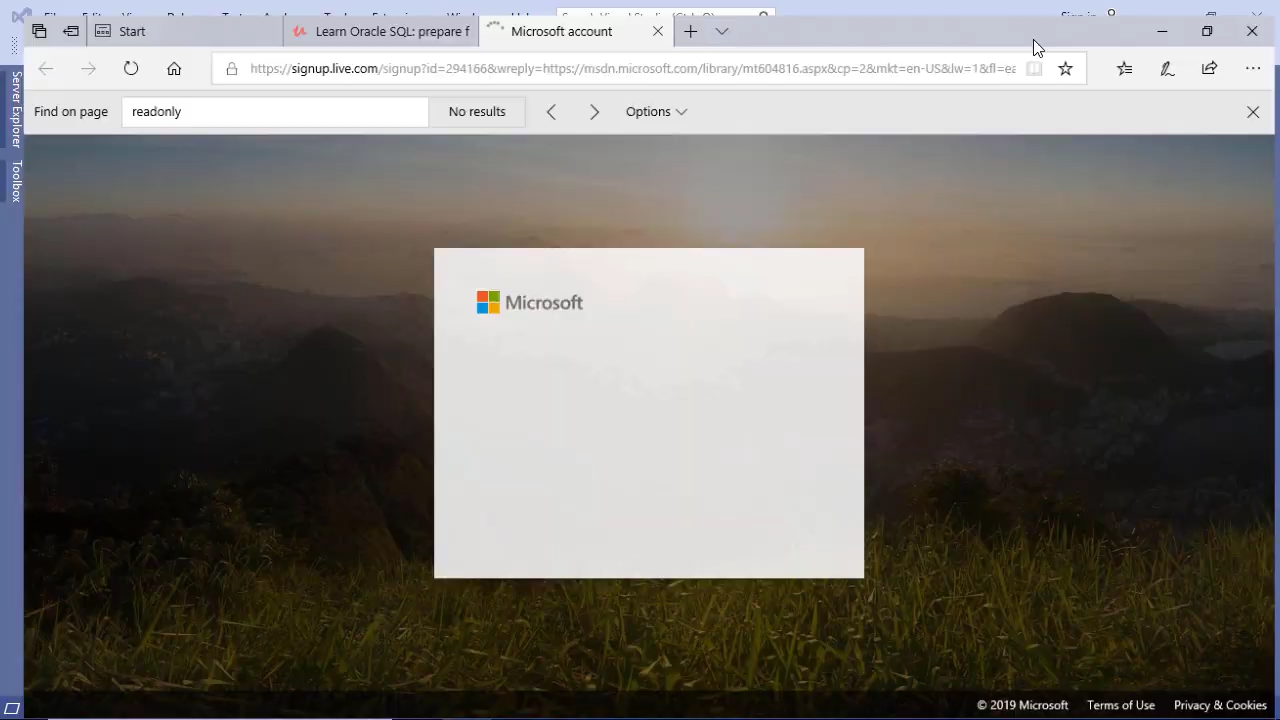 Start
Learn Oracle SQL: prepare f
Microsoft account
https://signup.live.com/signup?id=294166&wreply=https://msdn.microsoft.com/library/mt604816.aspx&cp=2&mkt=en-US&lw=1&fl=ea
Find on page
readonly
No results
Options
Server Explorer
Toolbox
Microsoft
© 2019 Microsoft
Terms of Use
Privacy & Cookies